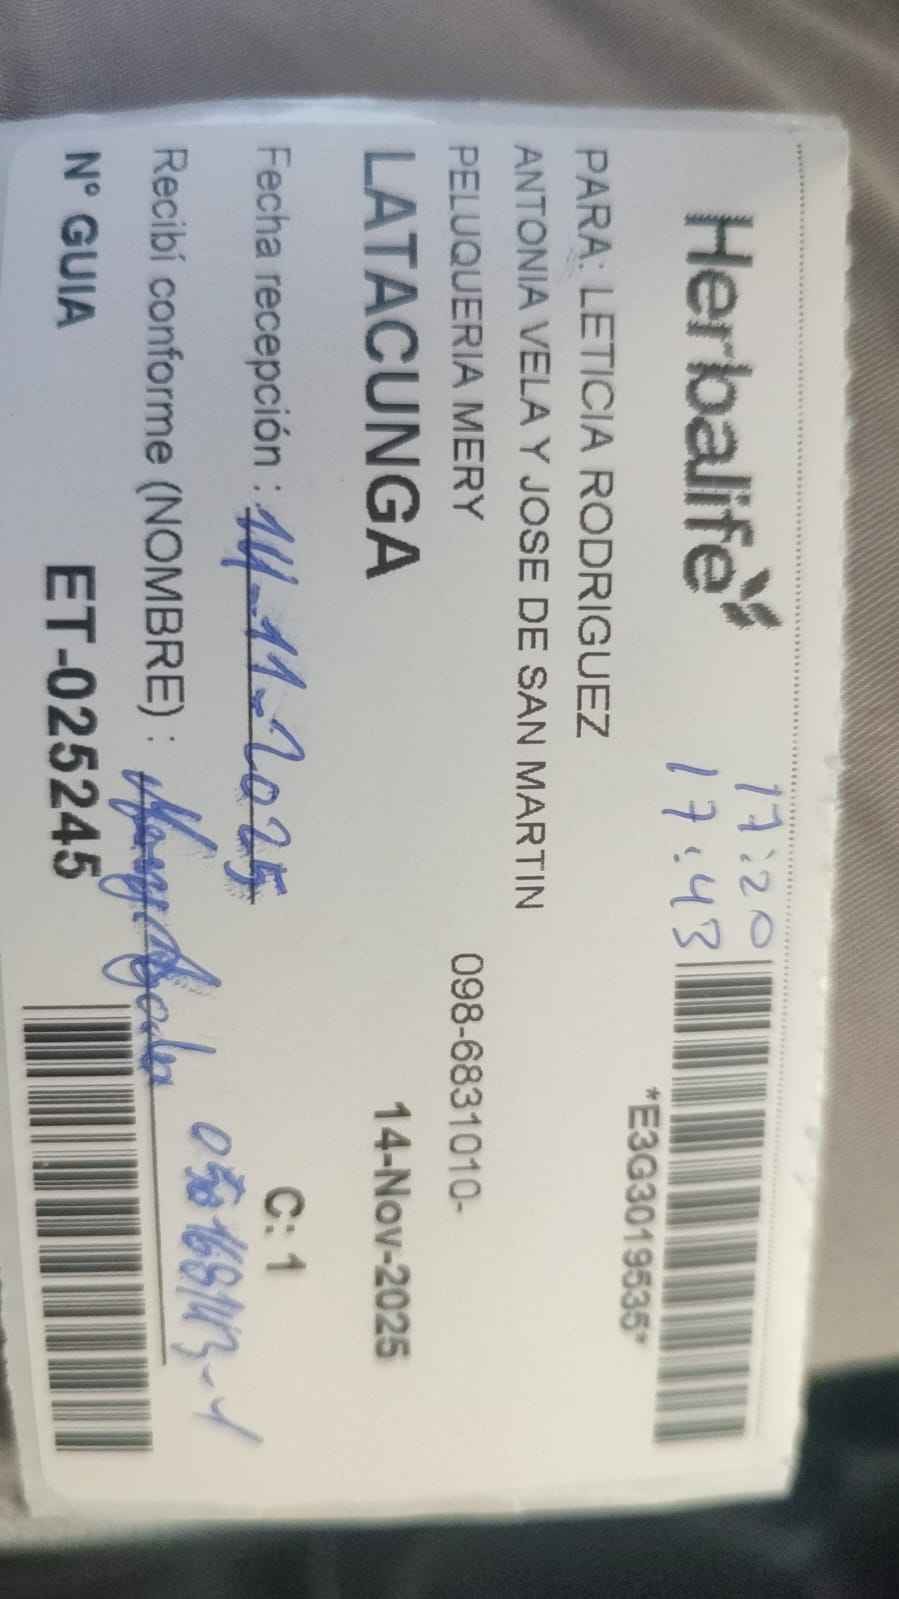 Herbalife
17:20
17:43
*E3G3019535*
PARA: LETICIA RODRIGUEZ
ANTONIA VELA Y JOSE DE SAN MARTIN
PELUQUERIA MERY 098-6831010-
LATACUNGA 14-Nov-2025
Fecha recepción : 14-11-2025 C: 1
Recibí conforme (NOMBRE) :
N° GUIA ET-025245